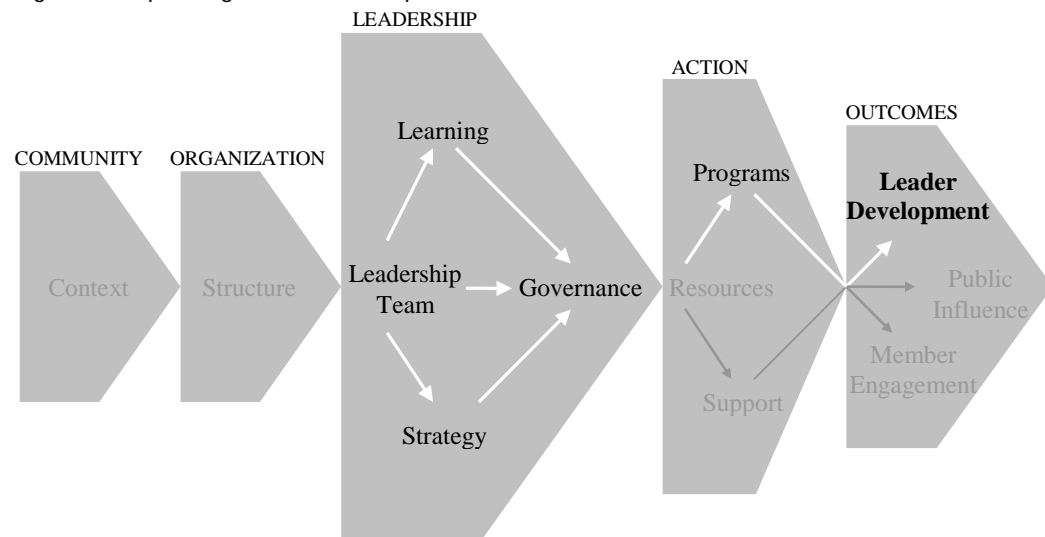 LEADERSHIP
ACTION
OUTCOMES
COMMUNITY
ORGANIZATION
Learning
Programs
Leader
Development
Context
Structure
Leadership
Team
Governance
Resources
Public
Influence
Member
Engagement
Support
Strategy